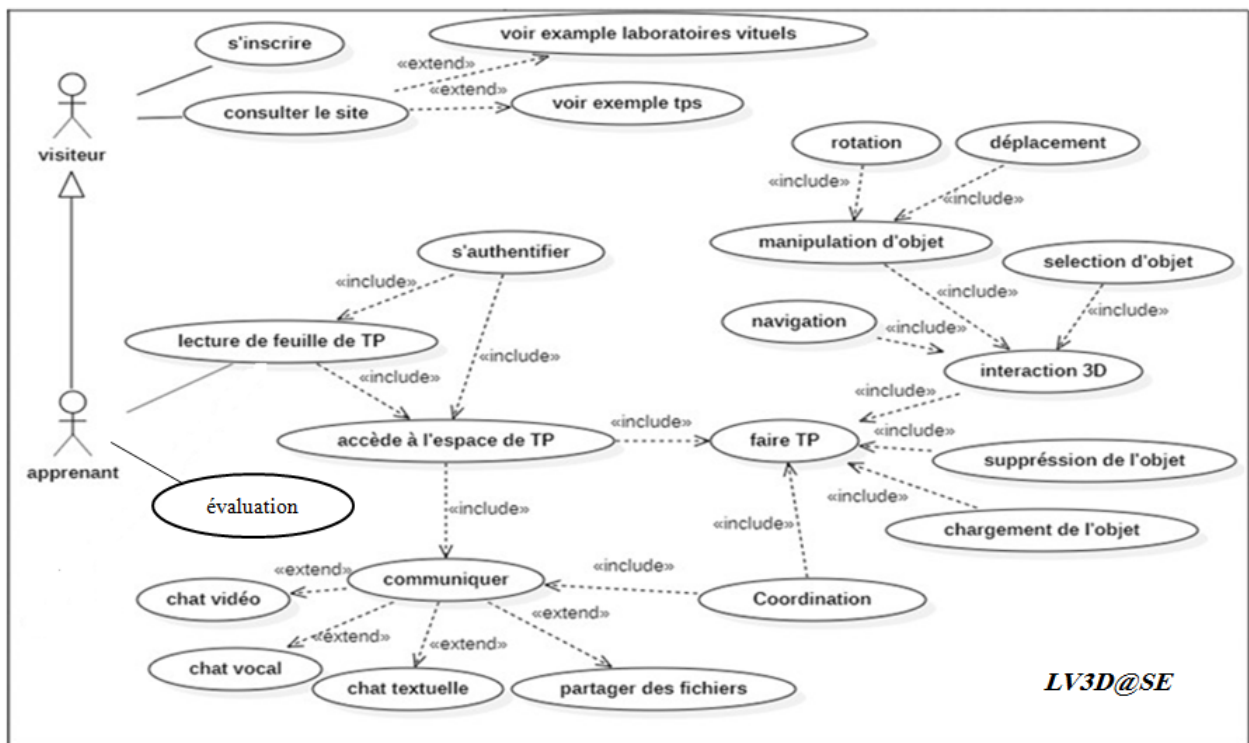 s'inscrire
voir example laboratoires vituels
«extend»
«extend»
consulter le site
voir exemple tps
visiteur
rotation
déplacement
«include»
«include»
manipulation d'objet
s'authentifier
selection d'objet
«include»
«include»
«include»
navigation
«include»
lecture de feuille de TP
«include»
«include»
interaction 3D
«include»
accède à l'espace de TP
«include»
faire TP
«include»
suppréssion de l'objet
apprenant
«include»
évaluation
«include»
«include»
chargement de l'objet
«extend»
communiquer
«include»
chat vidéo
Coordination
«extend»
«extend»
«extend»
chat vocal
chat textuelle
partager des fichiers
LV3D@SE